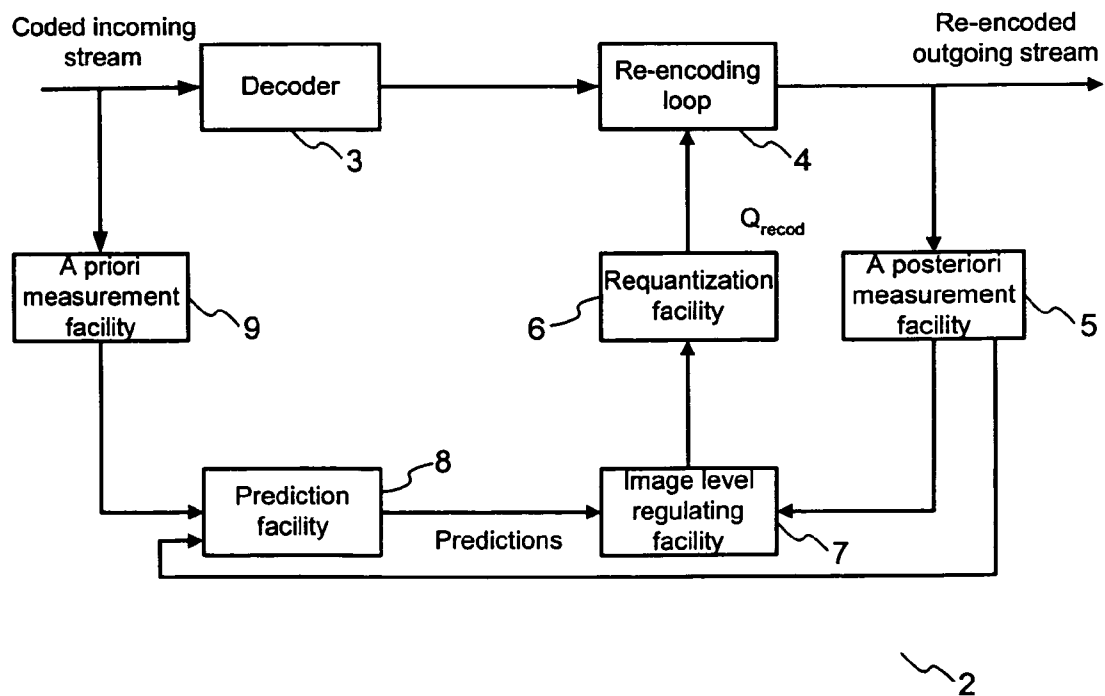 Coded incoming
stream
Re-encoded
outgoing stream
Decoder
3
Re-encoding
loop
4
Qrecod
A priori
measurement
facility
9
Requantization
facility
6
A posteriori
measurement
facility
5
Prediction
facility
8
Predictions
Image level
regulating
facility
7
2